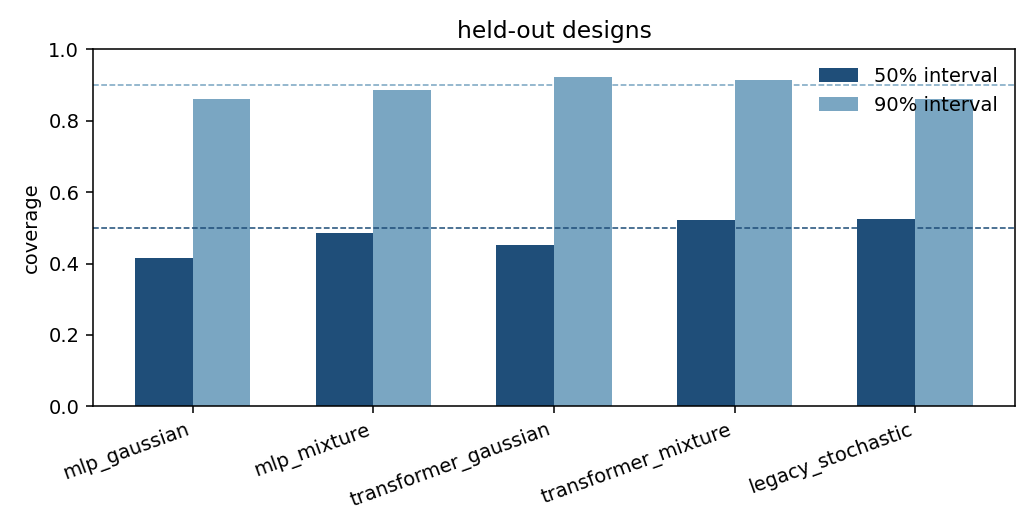 held-out designs
1.0
0.8
0.6
0.4
0.2
0.0
coverage
50% interval
90% interval
mlp_gaussian
mlp_mixture
transformer_gaussian
transformer_mixture
legacy_stochastic